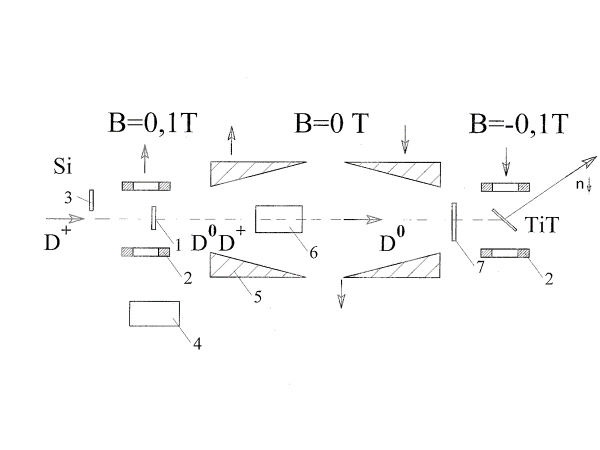 B=0,1T
B=0 T
B=-0,1T
Si
3
D+
1
D0D+
6
D0
n↓
TiT
7
2
5
2
4